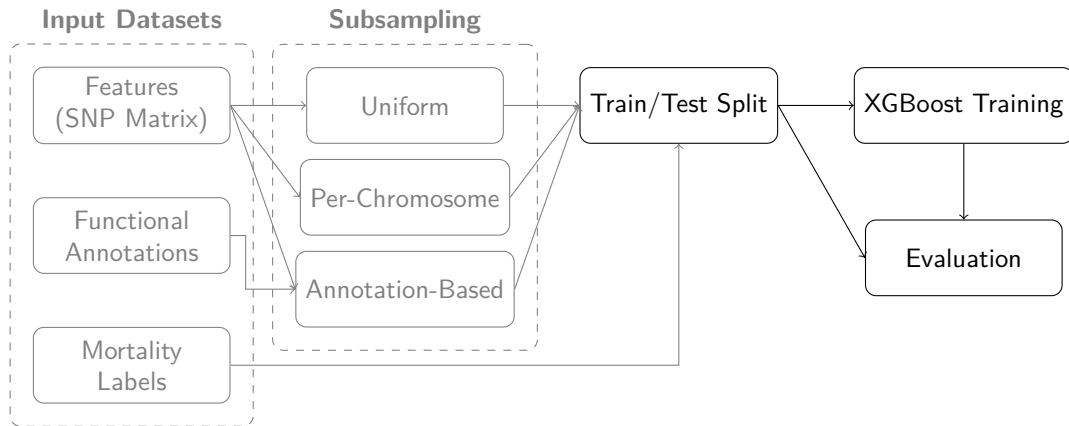 Input Datasets
Subsampling
Features
(SNP Matrix)
Uniform
Train/Test Split
XGBoost Training
Per-Chromosome
Functional
Annotations
Evaluation
Annotation-Based
Mortality
Labels